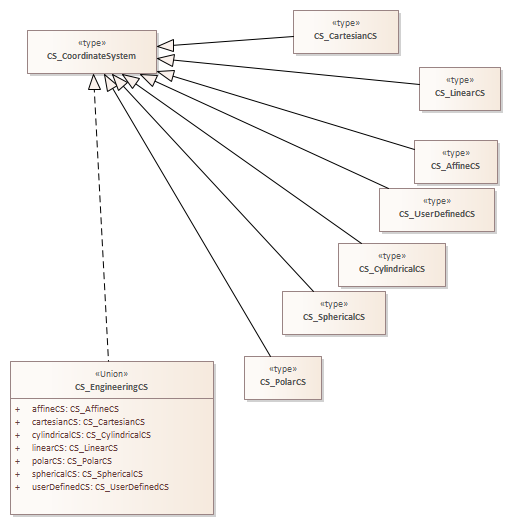 «type»
CS_CartesianCS
«type»
CS_CoordinateSystem
«type»
CS_LinearCS
«type»
CS_AffineCS
«type»
CS_UserDefinedCS
«type»
CS_CylindricalCS
«type»
CS_SphericalCS
«type»
CS_PolarCS
«Union»
CS_EngineeringCS
+ affineCS: CS_AffineCS
+ cartesianCS: CS_CartesianCS
+ cylindricalCS: CS_CylindricalCS
+ linearCS: CS_LinearCS
+ polarCS: CS_PolarCS
+ sphericalCS: CS_SphericalCS
+ userDefinedCS: CS_UserDefinedCS